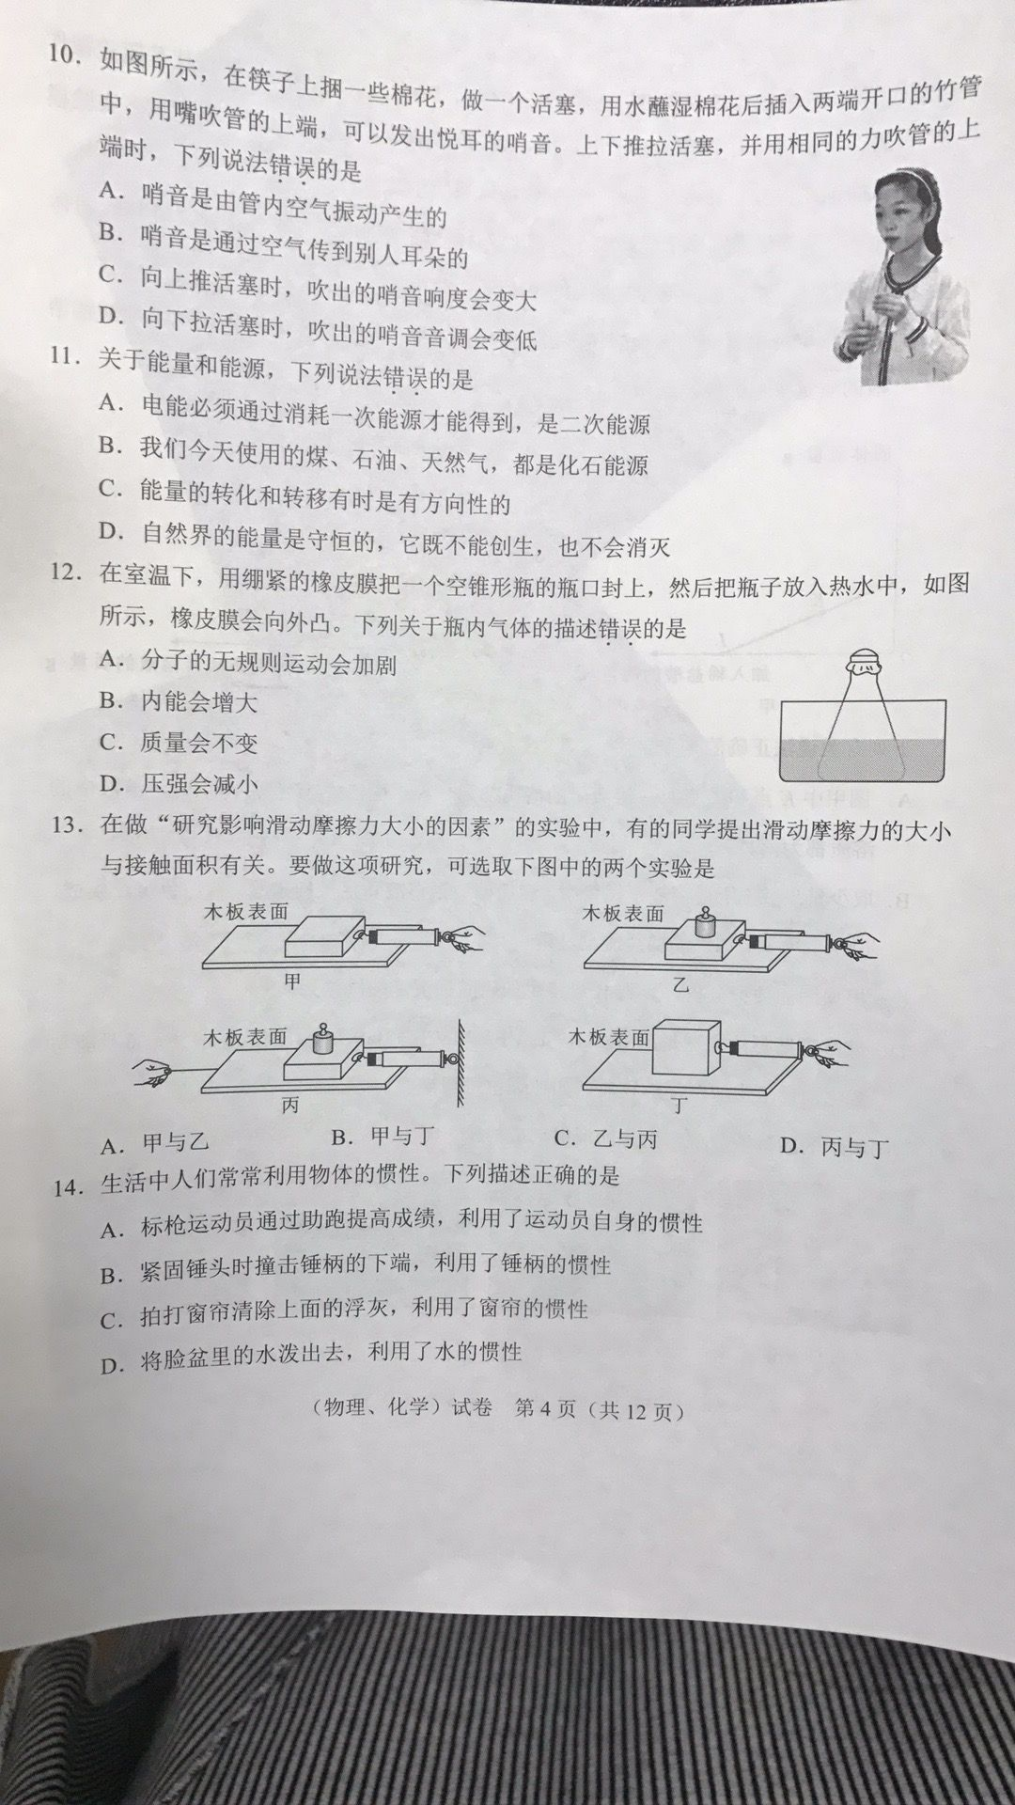 10．如图所示，在筷子上捆一些棉花，做一个活塞，用水蘸湿棉花后插入两端开口的竹管
中，用嘴吹管的上端，可以发出悦耳的哨音。上下推拉活塞，并用相同的力吹管的上
端时，下列说法错误的是
A．哨音是由管内空气振动产生的
B．哨音是通过空气传到别人耳朵的
C．向上推活塞时，吹出的哨音响度会变大
D．向下拉活塞时，吹出的哨音音调会变低
11．关于能量和能源，下列说法错误的是
A．电能必须通过消耗一次能源才能得到，是二次能源
B．我们今天使用的煤、石油、天然气，都是化石能源
C．能量的转化和转移有时是有方向性的
D．自然界的能量是守恒的，它既不能创生，也不会消灭
12．在室温下，用绷紧的橡皮膜把一个空锥形瓶的瓶口封上，然后把瓶子放入热水中，如图
所示，橡皮膜会向外凸。下列关于瓶内气体的描述错误的是
A．分子的无规则运动会加剧
B．内能会增大
C．质量会不变
D．压强会减小
13．在做“研究影响滑动摩擦力大小的因素”的实验中，有的同学提出滑动摩擦力的大小
与接触面积有关。要做这项研究，可选取下图中的两个实验是
木板表面
甲
木板表面
乙
木板表面
丙
木板表面
丁
A．甲与乙 B．甲与丁 C．乙与丙 D．丙与丁
14．生活中人们常常利用物体的惯性。下列描述正确的是
A．标枪运动员通过助跑提高成绩，利用了运动员自身的惯性
B．紧固锤头时撞击锤柄的下端，利用了锤柄的惯性
C．拍打窗帘清除上面的浮灰，利用了窗帘的惯性
D．将脸盆里的水泼出去，利用了水的惯性
（物理、化学）试卷 第 4 页（共 12 页）